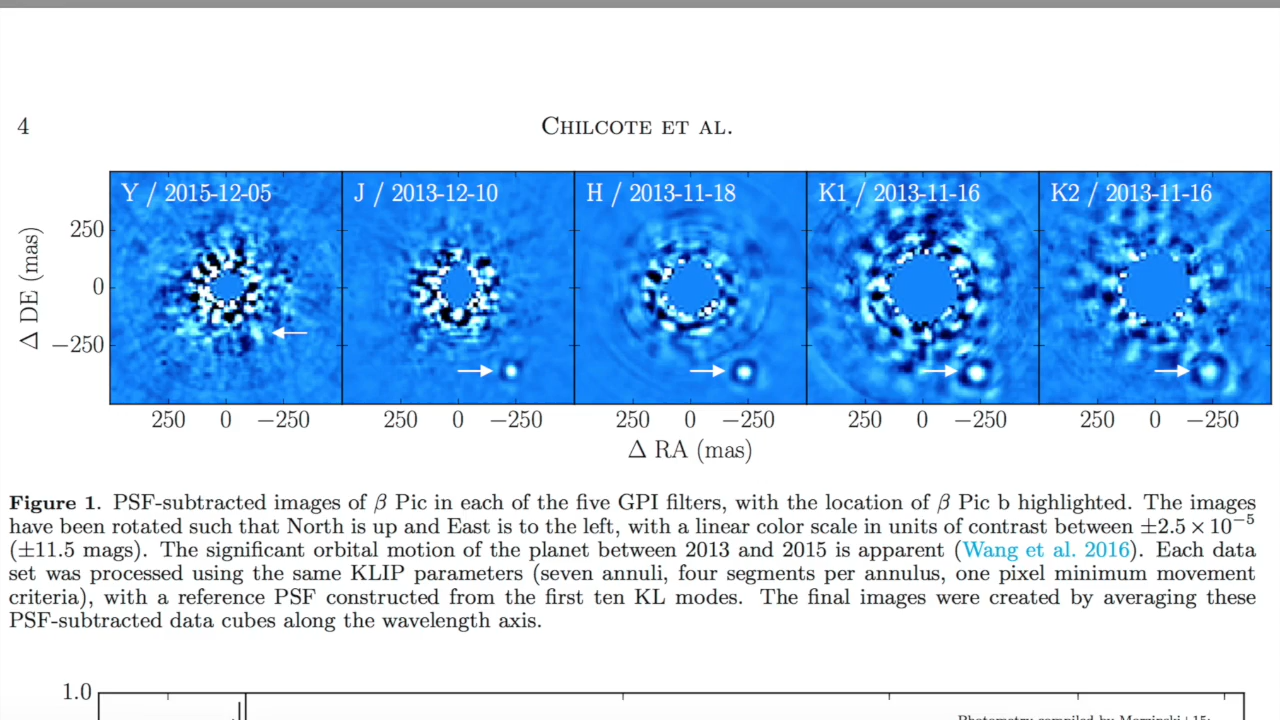 4
CHILCOTE ET AL.
Y / 2015-12-05
J / 2013-12-10
H / 2013-11-18
K1 / 2013-11-16
K2 / 2013-11-16
Δ DE (mas)
250
0
−250
250 0 −250 250 0 −250 250 0 −250 250 0 −250 250 0 −250
Δ RA (mas)
Figure 1. PSF-subtracted images of β Pic in each of the five GPI filters, with the location of β Pic b highlighted. The images
have been rotated such that North is up and East is to the left, with a linear color scale in units of contrast between ±2.5 × 10⁻⁵
(±11.5 mags). The significant orbital motion of the planet between 2013 and 2015 is apparent (Wang et al. 2016). Each data
set was processed using the same KLIP parameters (seven annuli, four segments per annulus, one pixel minimum movement
criteria), with a reference PSF constructed from the first ten KL modes. The final images were created by averaging these
PSF-subtracted data cubes along the wavelength axis.
1.0
Photometry compiled by